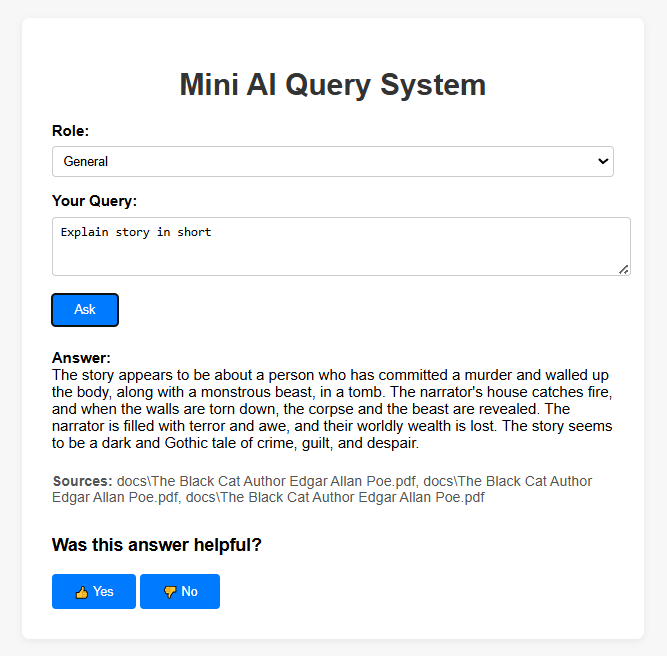 Mini AI Query System
Role:
General
Your Query:
Explain story in short
Ask
Answer:
The story appears to be about a person who has committed a murder and walled up
the body, along with a monstrous beast, in a tomb. The narrator's house catches fire,
and when the walls are torn down, the corpse and the beast are revealed. The
narrator is filled with terror and awe, and their worldly wealth is lost. The story seems
to be a dark and Gothic tale of crime, guilt, and despair.
Sources: docs\The Black Cat Author Edgar Allan Poe.pdf, docs\The Black Cat Author
Edgar Allan Poe.pdf, docs\The Black Cat Author Edgar Allan Poe.pdf
Was this answer helpful?
👍 Yes
👎 No